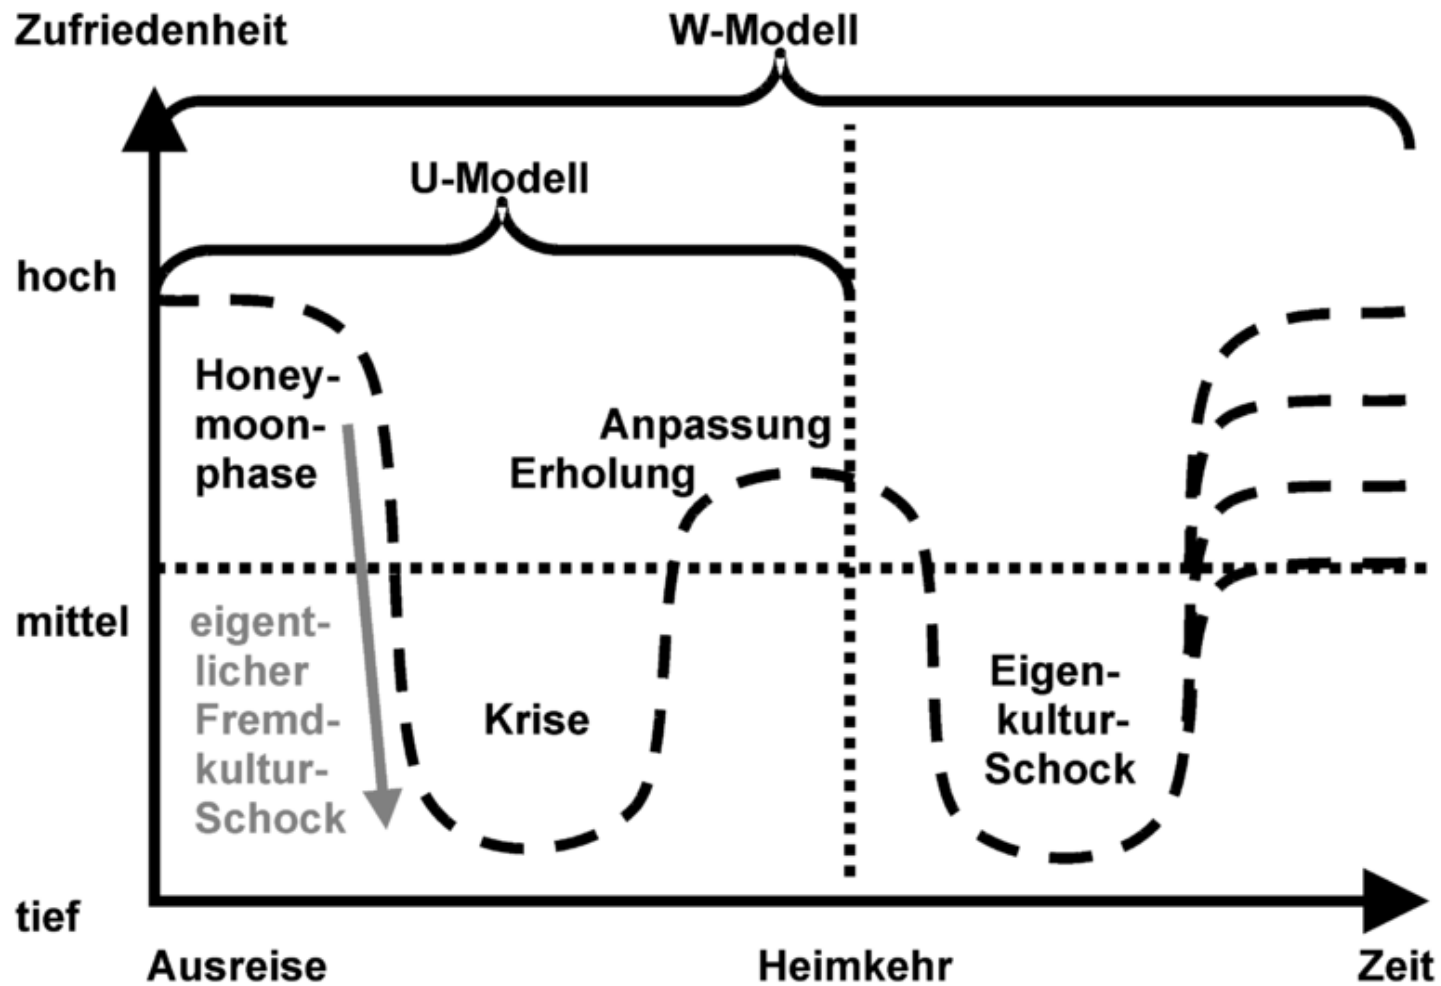 Zufriedenheit
W-Modell
U-Modell
hoch
Honey-
moon-
phase
Anpassung
Erholung
mittel
eigent-
licher
Fremd-
kultur-
Schock
Krise
Eigen-
kultur-
Schock
tief
Ausreise
Heimkehr
Zeit